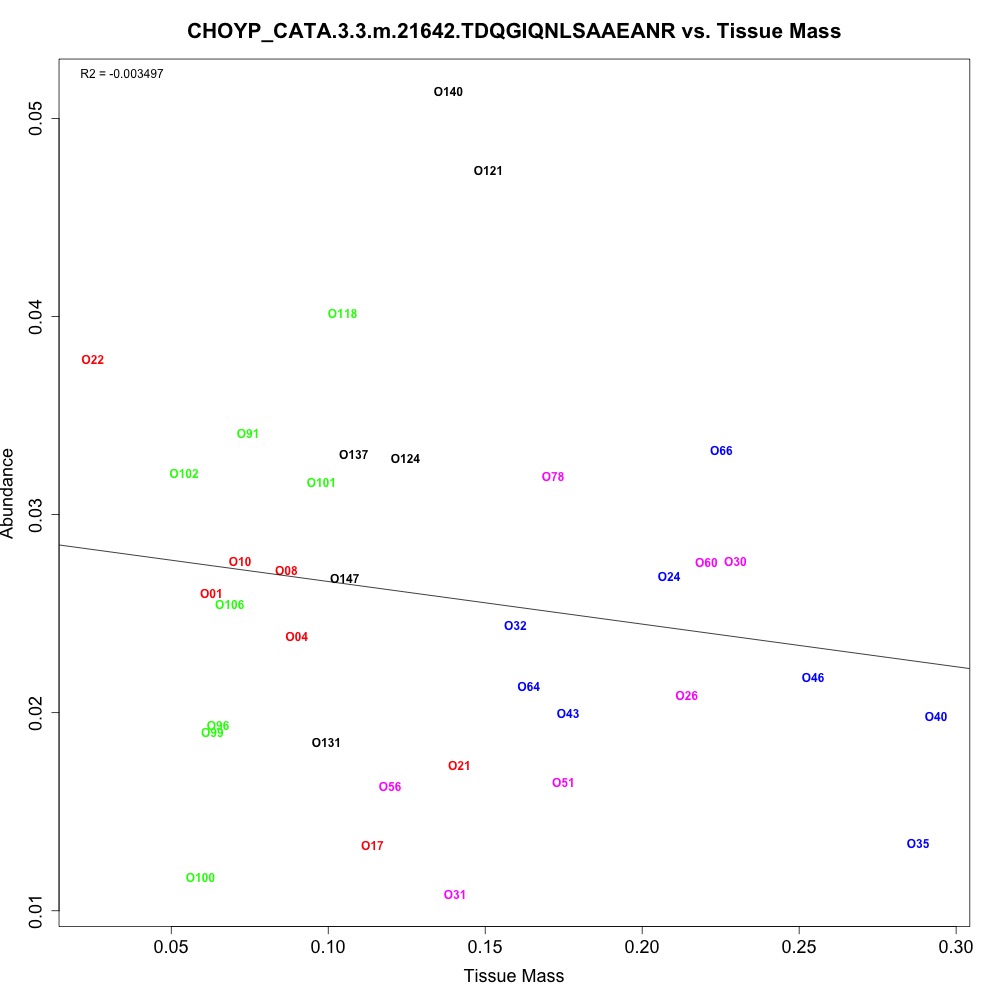 CHOYP_CATA.3.3.m.21642.TDQGIQNLSAAEANR vs. Tissue Mass
R2 = -0.003497
O140
O121
O118
O22
O91
O137
O124
O66
O102
O101
O78
O10
O08
O147
O60
O30
O24
O01
O106
O04
O32
O64
O46
O26
O43
O40
O96
O99
O131
O21
O56
O51
O17
O35
O100
O31
Abundance
0.05
0.04
0.03
0.02
0.01
0.05 0.10 0.15 0.20 0.25 0.30
Tissue Mass